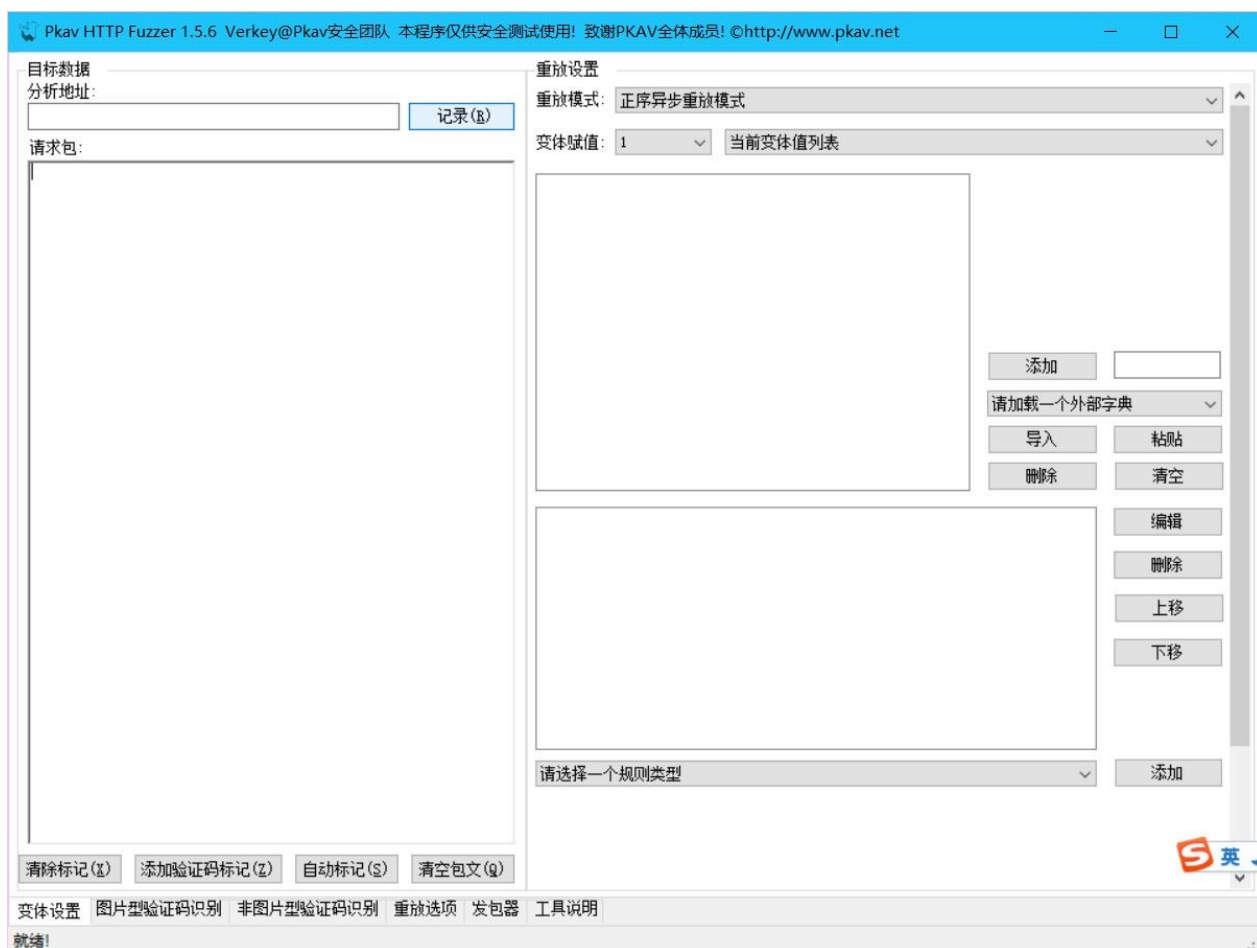 Pkav HTTP Fuzzer 1.5.6 Verkey@Pkav安全团队 本程序仅供安全测试使用! 致谢PKAV全体成员! ©http://www.pkav.net
目标数据
分析地址:
记录(R)
请求包:
清除标记(X) 添加验证码标记(Z) 自动标记(S) 清空包文(Q)
重放设置
重放模式: 正序异步重放模式
变体赋值: 1 当前变体值列表
添加
请加载一个外部字典
导入 粘贴
删除 清空
编辑
删除
上移
下移
请选择一个规则类型 添加
英
变体设置 图片型验证码识别 非图片型验证码识别 重放选项 发包器 工具说明
就绪!